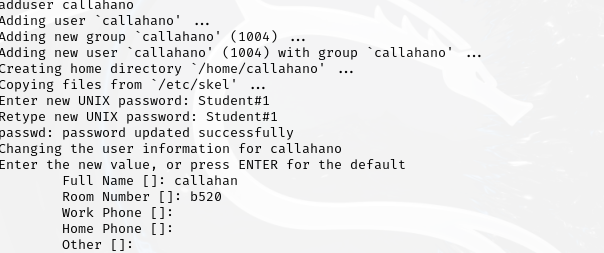 adduser callahano
Adding user `callahano' ...
Adding new group `callahano' (1004) ...
Adding new user `callahano' (1004) with group `callahano' ...
Creating home directory `/home/callahano' ...
Copying files from `/etc/skel' ...
Enter new UNIX password: Student#1
Retype new UNIX password: Student#1
passwd: password updated successfully
Changing the user information for callahano
Enter the new value, or press ENTER for the default
Full Name []: callahan
Room Number []: b520
Work Phone []:
Home Phone []:
Other []: